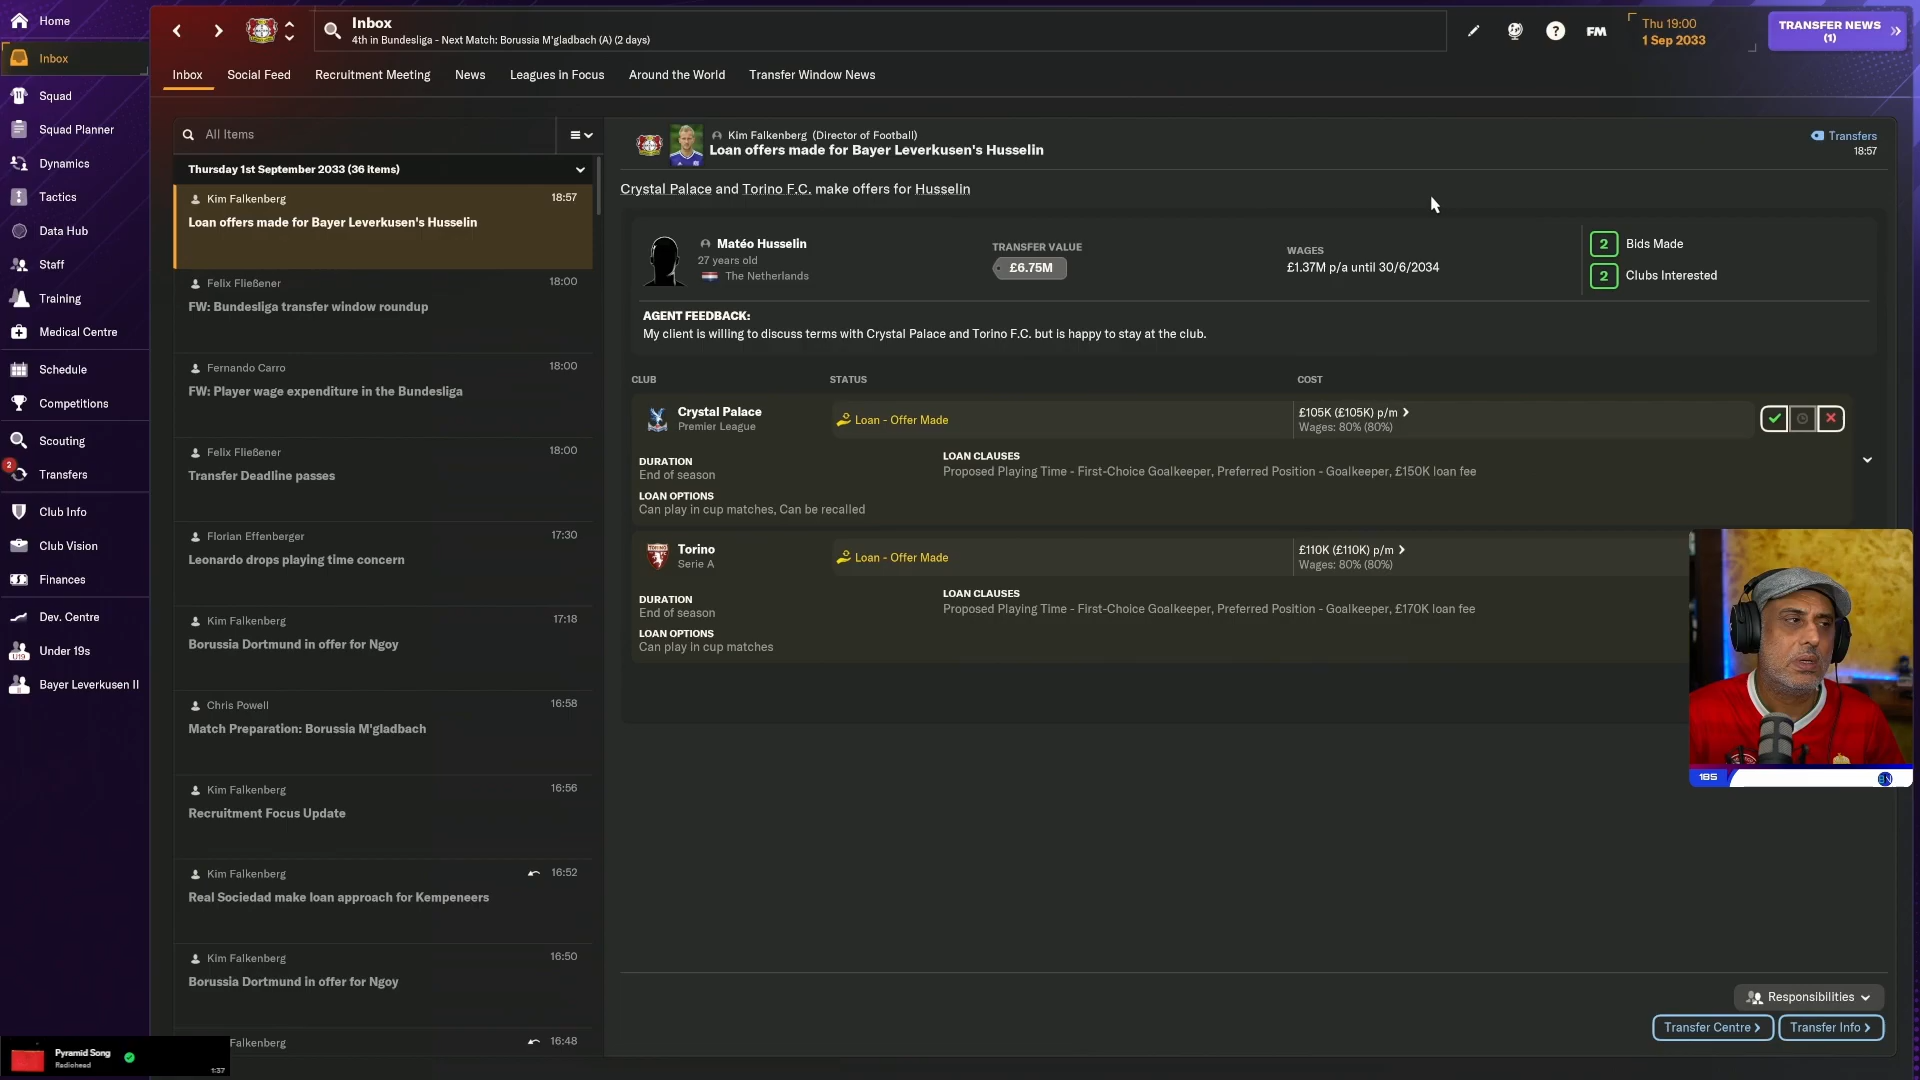 Home
Inbox
Squad
Squad Planner
Dynamics
Tactics
Data Hub
Staff
Training
Medical Centre
Schedule
Competitions
Scouting
2
Transfers
Club Info
Club Vision
Finances
Dev. Centre
Under 19s
Bayer Leverkusen II
Inbox
4th in Bundesliga - Next Match: Borussia M'gladbach (A) (2 days)
FM
Thu 19:00
1 Sep 2033
TRANSFER NEWS
(1)
Inbox Social Feed Recruitment Meeting News Leagues in Focus Around the World Transfer Window News
All Items
Thursday 1st September 2033 (36 items)
Kim Falkenberg 18:57
Loan offers made for Bayer Leverkusen's Husselin
Felix Fließener 18:00
FW: Bundesliga transfer window roundup
Fernando Carro 18:00
FW: Player wage expenditure in the Bundesliga
Felix Fließener 18:00
Transfer Deadline passes
Florian Effenberger 17:30
Leonardo drops playing time concern
Kim Falkenberg 17:18
Borussia Dortmund in offer for Ngoy
Chris Powell 16:58
Match Preparation: Borussia M'gladbach
Kim Falkenberg 16:56
Recruitment Focus Update
Kim Falkenberg 16:52
Real Sociedad make loan approach for Kempeneers
Kim Falkenberg 16:50
Borussia Dortmund in offer for Ngoy
Falkenberg 16:48
Kim Falkenberg (Director of Football)
Loan offers made for Bayer Leverkusen's Husselin
Transfers
18:57
Crystal Palace and Torino F.C. make offers for Husselin
Matéo Husselin
27 years old
The Netherlands
TRANSFER VALUE
£6.75M
WAGES
£1.37M p/a until 30/6/2034
2 Bids Made
2 Clubs Interested
AGENT FEEDBACK:
My client is willing to discuss terms with Crystal Palace and Torino F.C. but is happy to stay at the club.
CLUB STATUS COST
Crystal Palace
Premier League
Loan - Offer Made
£105K (£105K) p/m
Wages: 80% (80%)
DURATION
End of season
LOAN CLAUSES
Proposed Playing Time - First-Choice Goalkeeper, Preferred Position - Goalkeeper, £150K loan fee
LOAN OPTIONS
Can play in cup matches, Can be recalled
Torino
Serie A
Loan - Offer Made
£110K (£110K) p/m
Wages: 80% (80%)
DURATION
End of season
LOAN CLAUSES
Proposed Playing Time - First-Choice Goalkeeper, Preferred Position - Goalkeeper, £170K loan fee
LOAN OPTIONS
Can play in cup matches
185
Responsibilities
Transfer Centre
Transfer Info
Pyramid Song
Radiohead
1:37